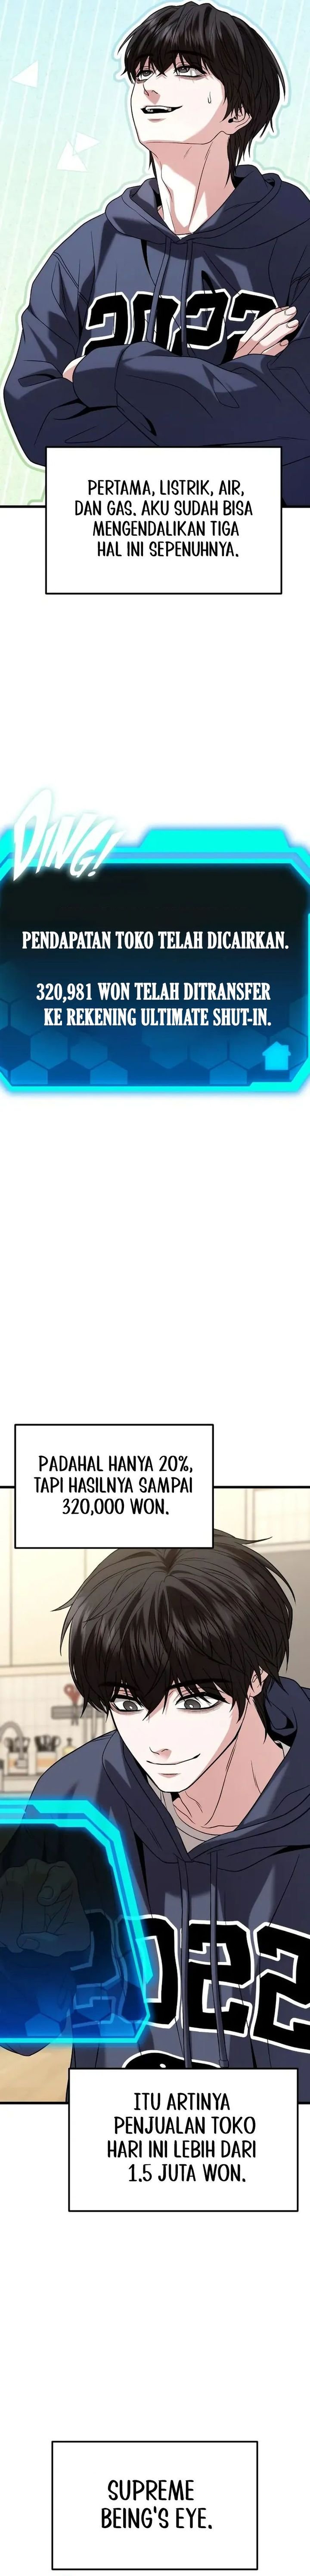 2022
PERTAMA, LISTRIK, AIR,
DAN GAS. AKU SUDAH BISA
MENGENDALIKAN TIGA
HAL INI SEPENUHNYA.
DING!
PENDAPATAN TOKO TELAH DICAIRKAN.
320,981 WON TELAH DITRANSFER
KE REKENING ULTIMATE SHUT-IN.
PADAHAL HANYA 20%,
TAPI HASILNYA SAMPAI
320,000 WON.
022
ITU ARTINYA
PENJUALAN TOKO
HARI INI LEBIH DARI
1.5 JUTA WON.
SUPREME
BEING'S EYE.